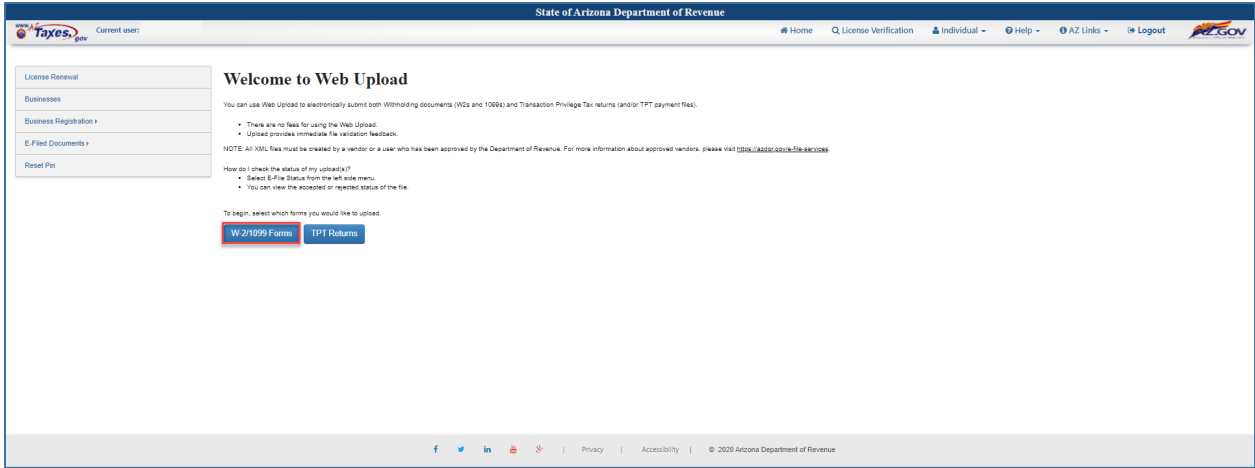 State of Arizona Department of Revenue
www.AZ Taxes.gov Current user: Home License Verification Individual Help AZ Links Logout AZ.GOV
License Renewal
Businesses
Business Registration
E-Filed Documents
Reset Pin
Welcome to Web Upload
You can use Web Upload to electronically submit both Withholding documents (W2s and 1099s) and Transaction Privilege Tax returns (and/or TPT payment files).
• There are no fees for using the Web Upload.
• Upload provides immediate file validation feedback.
NOTE: All XML files must be created by a vendor or a user who has been approved by the Department of Revenue. For more information about approved vendors, please visit https://azdor.gov/e-file-services.
How do I check the status of my upload(s)?
• Select E-File Status from the left side menu.
• You can view the accepted or rejected status of the file.
To begin, select which forms you would like to upload.
W-2/1099 Forms TPT Returns
| Privacy | Accessibility | © 2020 Arizona Department of Revenue